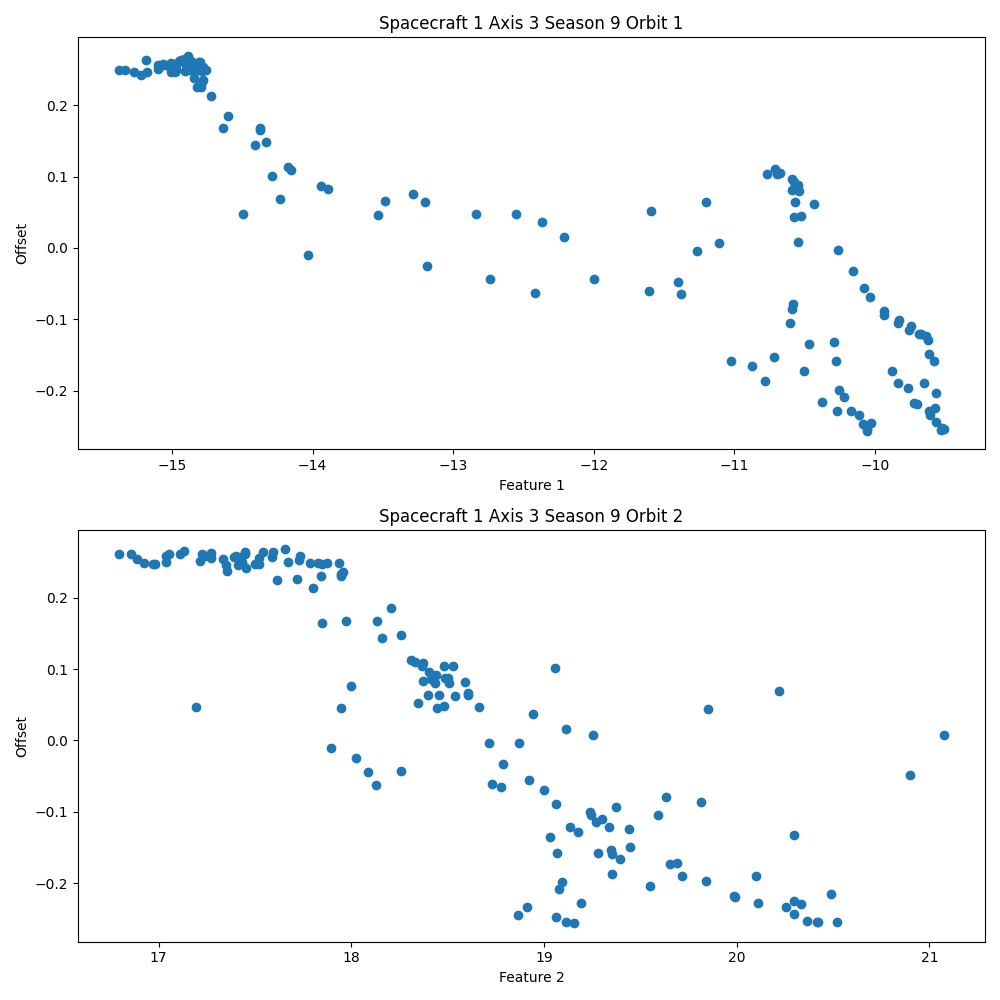 Spacecraft 1 Axis 3 Season 9 Orbit 1
0.2
0.1
0.0
−0.1
−0.2
Offset
−15 −14 −13 −12 −11 −10
Feature 1
Spacecraft 1 Axis 3 Season 9 Orbit 2
0.2
0.1
0.0
−0.1
−0.2
Offset
17 18 19 20 21
Feature 2